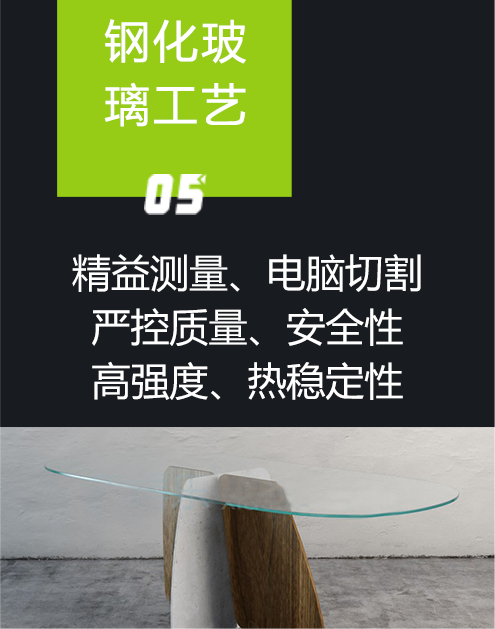 钢化玻
璃工艺
05
精益测量、电脑切割
严控质量、安全性
高强度、热稳定性